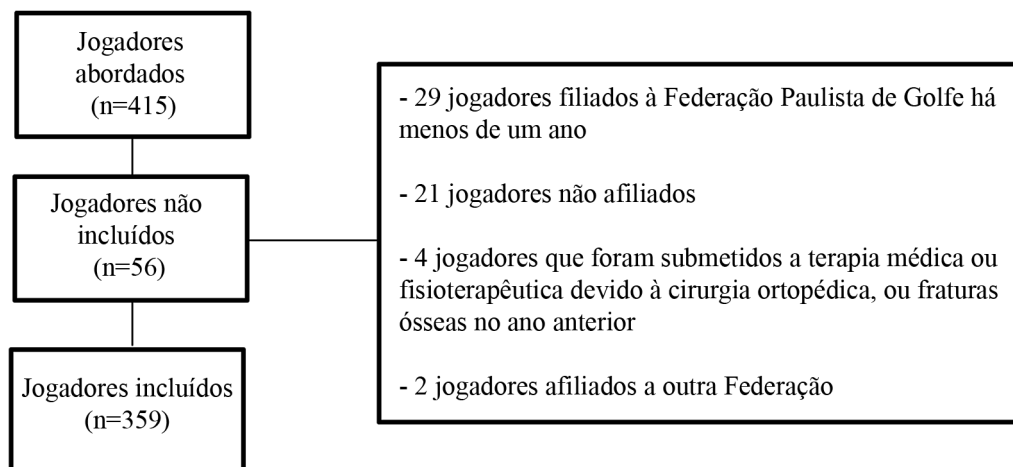 Jogadores
abordados
(n=415)
Jogadores não
incluídos
(n=56)
Jogadores incluídos
(n=359)
- 29 jogadores filiados à Federação Paulista de Golfe há
menos de um ano
- 21 jogadores não afiliados
- 4 jogadores que foram submetidos a terapia médica ou
fisioterapêutica devido à cirurgia ortopédica, ou fraturas
ósseas no ano anterior
- 2 jogadores afiliados a outra Federação